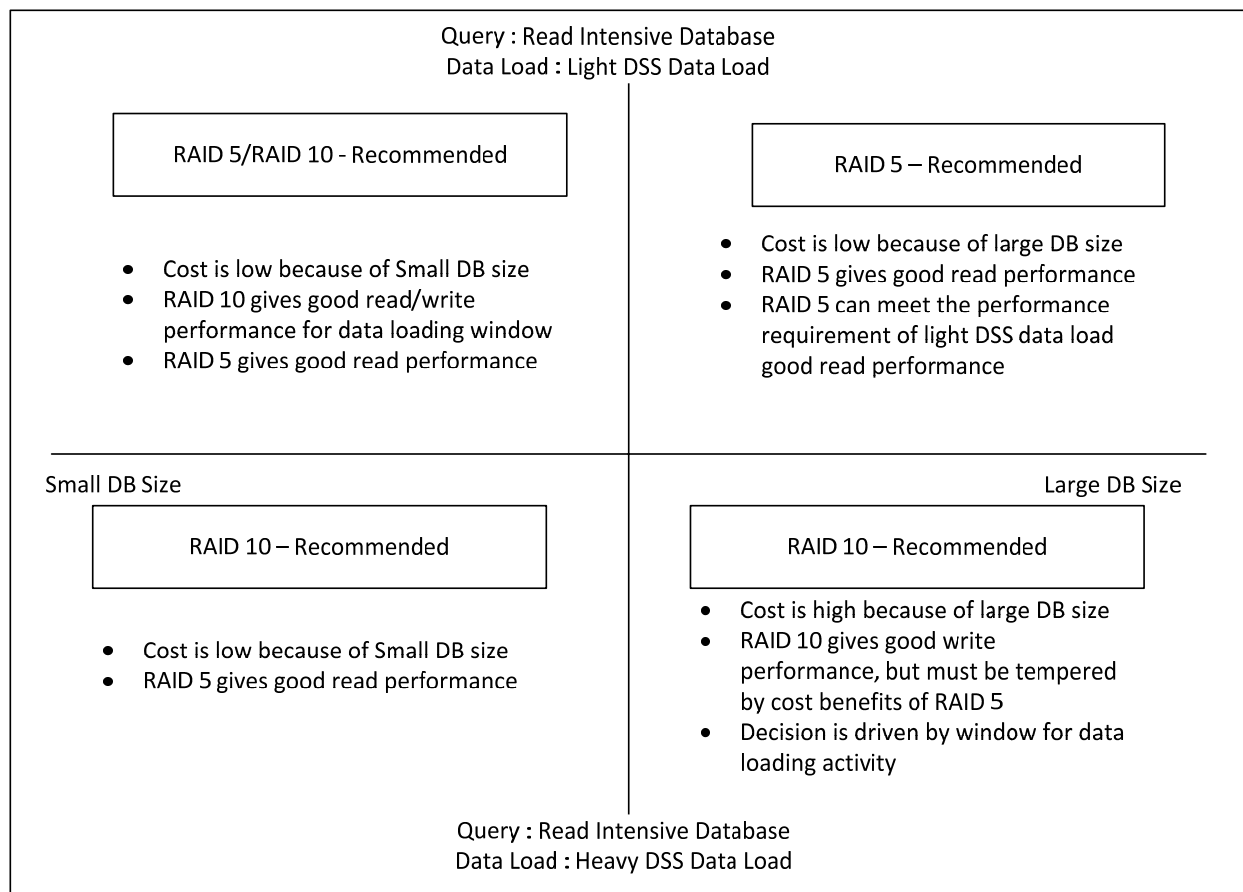 Query : Read Intensive Database
Data Load : Light DSS Data Load
RAID 5/RAID 10 - Recommended
• Cost is low because of Small DB size
• RAID 10 gives good read/write
performance for data loading window
• RAID 5 gives good read performance
RAID 5 – Recommended
• Cost is low because of large DB size
• RAID 5 gives good read performance
• RAID 5 can meet the performance
requirement of light DSS data load
good read performance
Small DB Size
Large DB Size
RAID 10 – Recommended
• Cost is low because of Small DB size
• RAID 5 gives good read performance
RAID 10 – Recommended
• Cost is high because of large DB size
• RAID 10 gives good write
performance, but must be tempered
by cost benefits of RAID 5
• Decision is driven by window for data
loading activity
Query : Read Intensive Database
Data Load : Heavy DSS Data Load